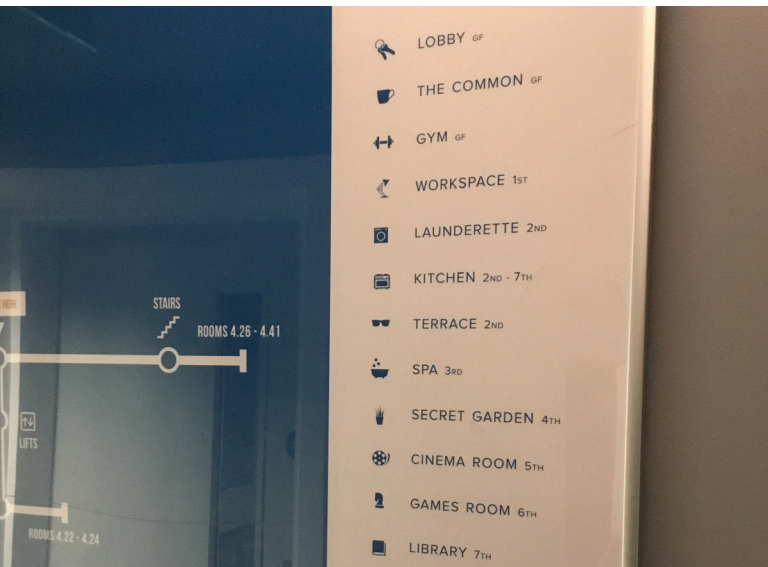 HERE
STAIRS
ROOMS 4.26 - 4.41
LIFTS
ROOMS 4.22 - 4.24
LOBBY GF
THE COMMON GF
GYM GF
WORKSPACE 1ST
LAUNDERETTE 2ND
KITCHEN 2ND - 7TH
TERRACE 2ND
SPA 3RD
SECRET GARDEN 4TH
CINEMA ROOM 5TH
GAMES ROOM 6TH
LIBRARY 7TH